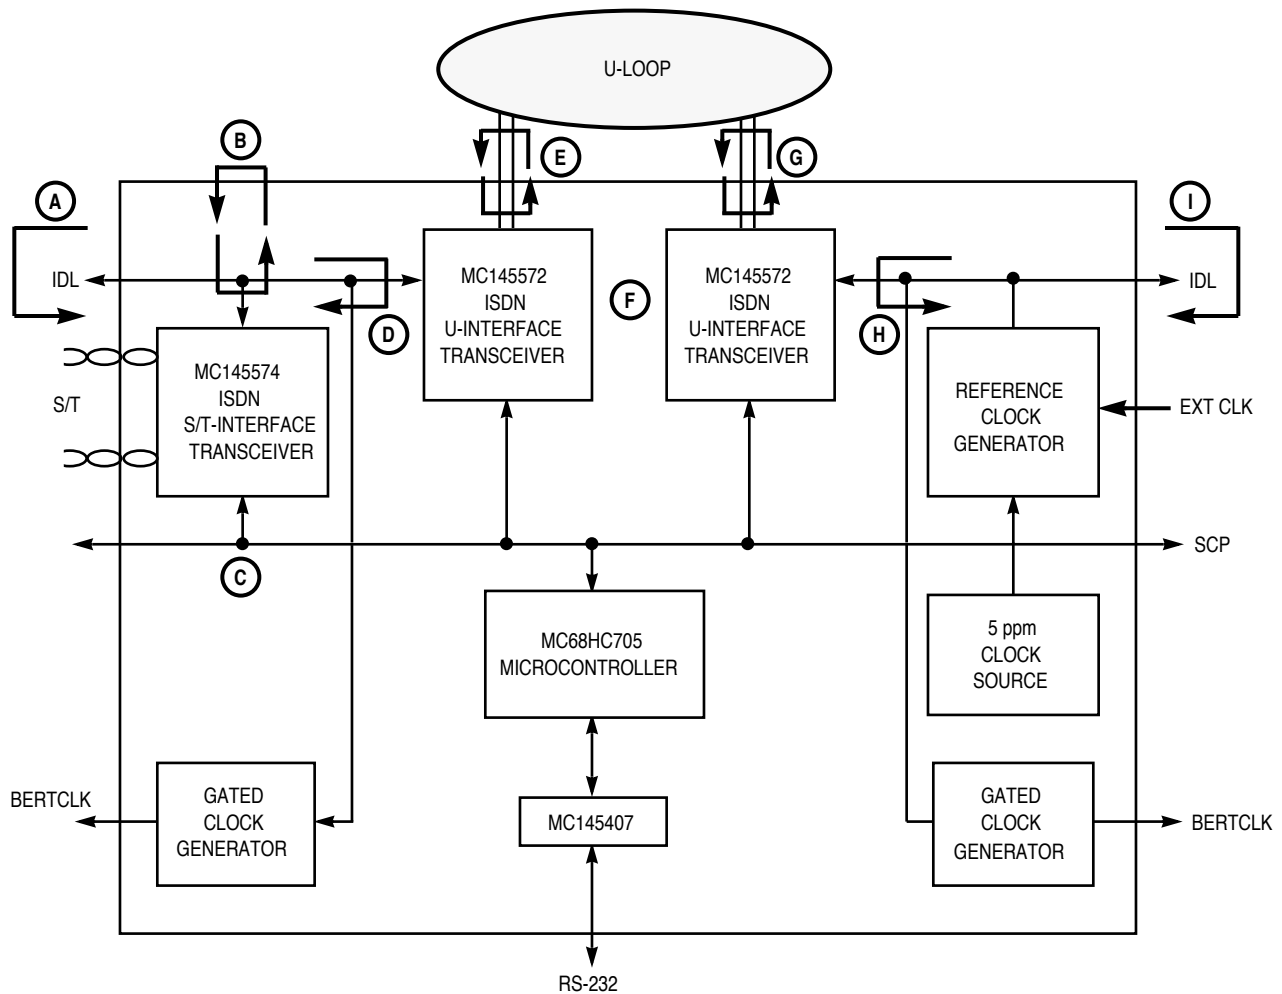 U-LOOP
B
E
G
A
I
IDL
MC145572
ISDN
U-INTERFACE
TRANSCEIVER
F
MC145572
ISDN
U-INTERFACE
TRANSCEIVER
IDL
D
H
MC145574
ISDN
S/T-INTERFACE
TRANSCEIVER
S/T
REFERENCE
CLOCK
GENERATOR
EXT CLK
SCP
C
MC68HC705
MICROCONTROLLER
5 ppm
CLOCK
SOURCE
BERTCLK
GATED
CLOCK
GENERATOR
MC145407
GATED
CLOCK
GENERATOR
BERTCLK
RS-232